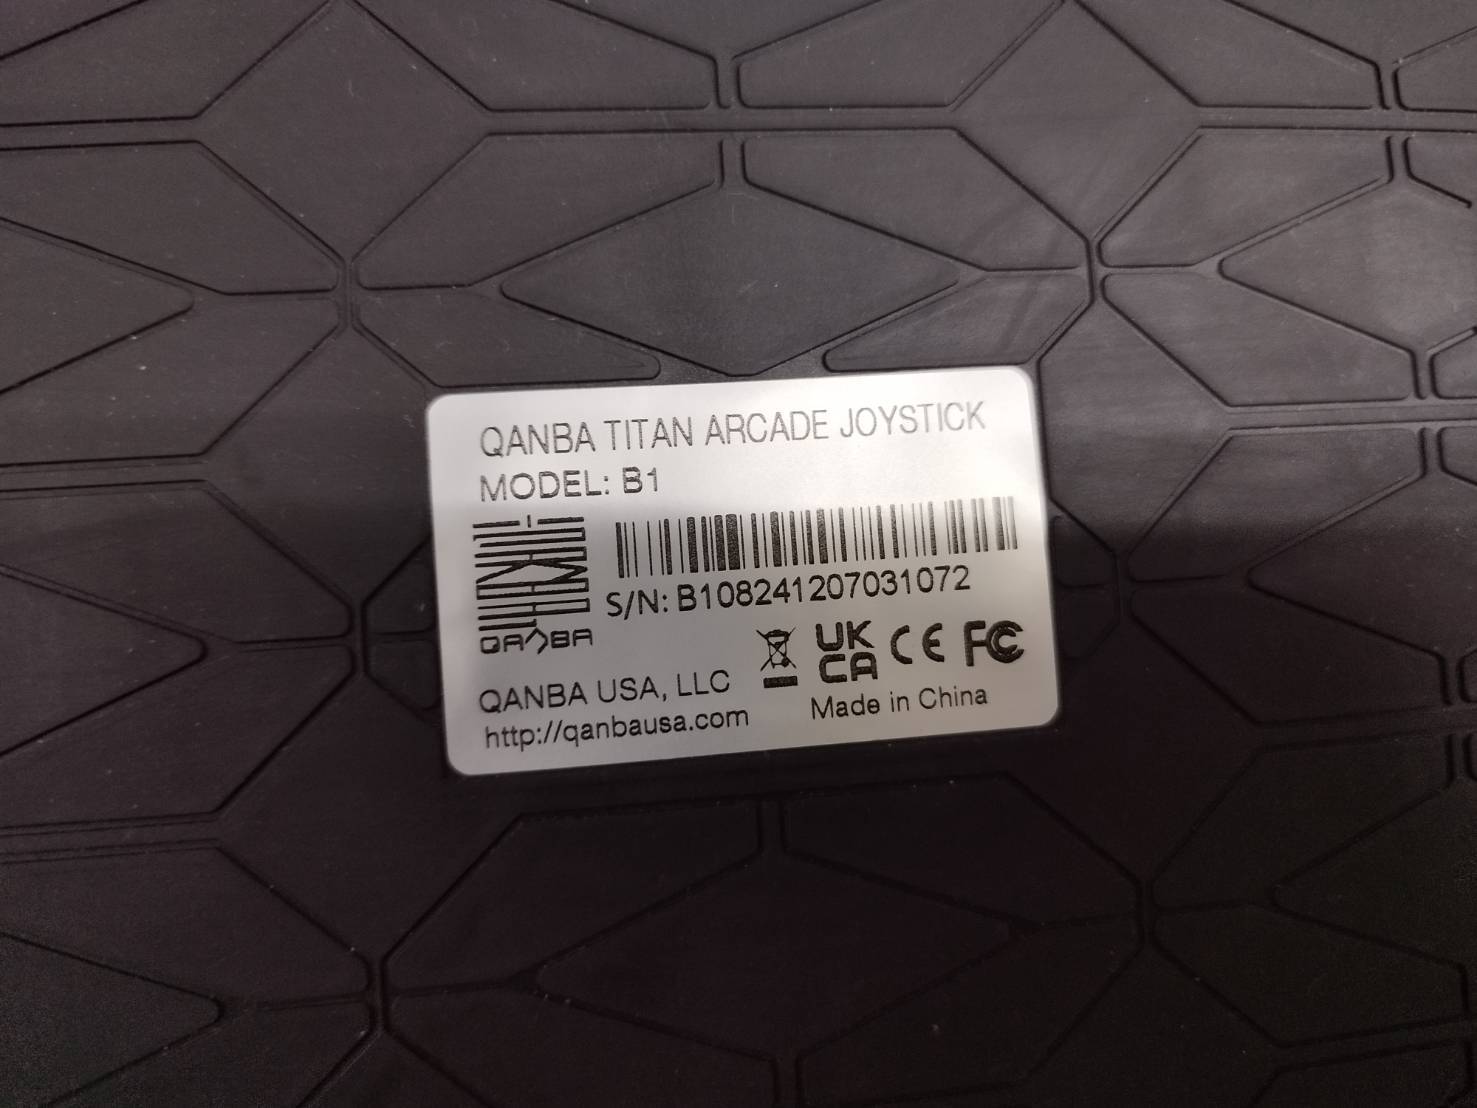 QANBA TITAN ARCADE JOYSTICK
MODEL: B1
QANBA
S/N: B108241207031072
UK CA CE FC
QANBA USA, LLC
http://qanbausa.com
Made in China